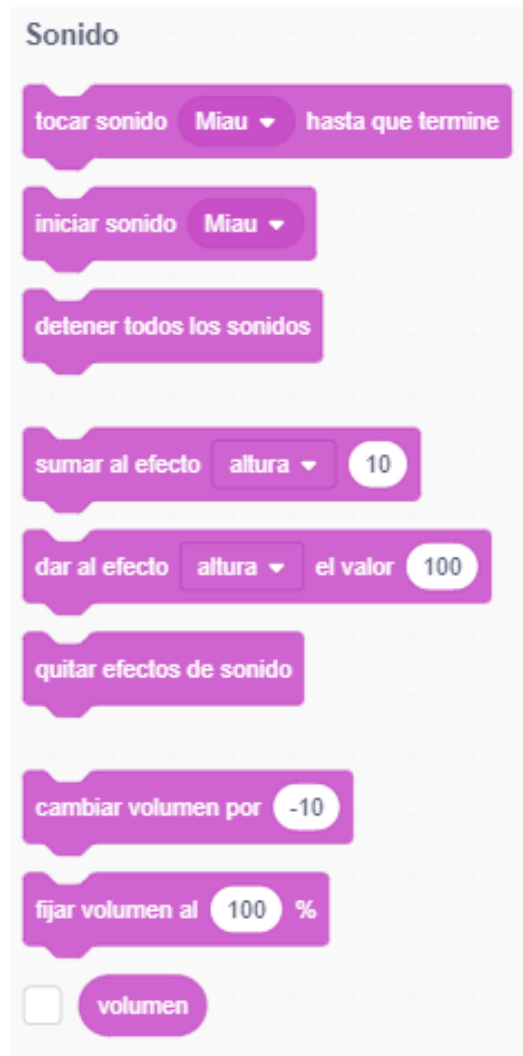 Sonido
tocar sonido Miau hasta que termine
iniciar sonido Miau
detener todos los sonidos
sumar al efecto altura 10
dar al efecto altura el valor 100
quitar efectos de sonido
cambiar volumen por -10
fijar volumen al 100 %
volumen